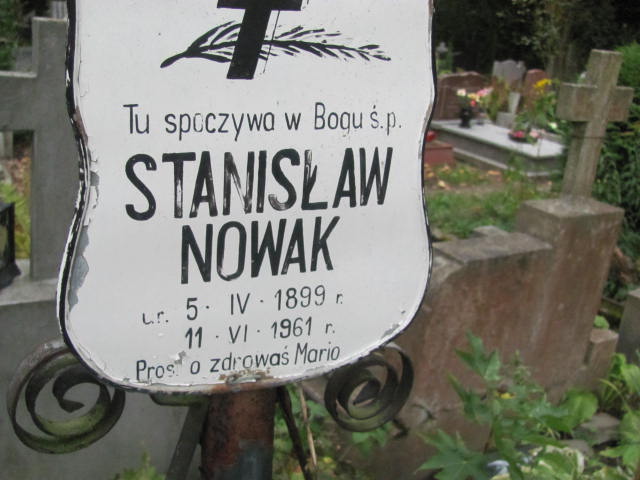 Tu spoczywa w Bogu ś.p.
STANISŁAW
NOWAK
ur. 5 · IV · 1899 r.
11 · VI · 1961 r.
Prosi o zdrowaś Mario